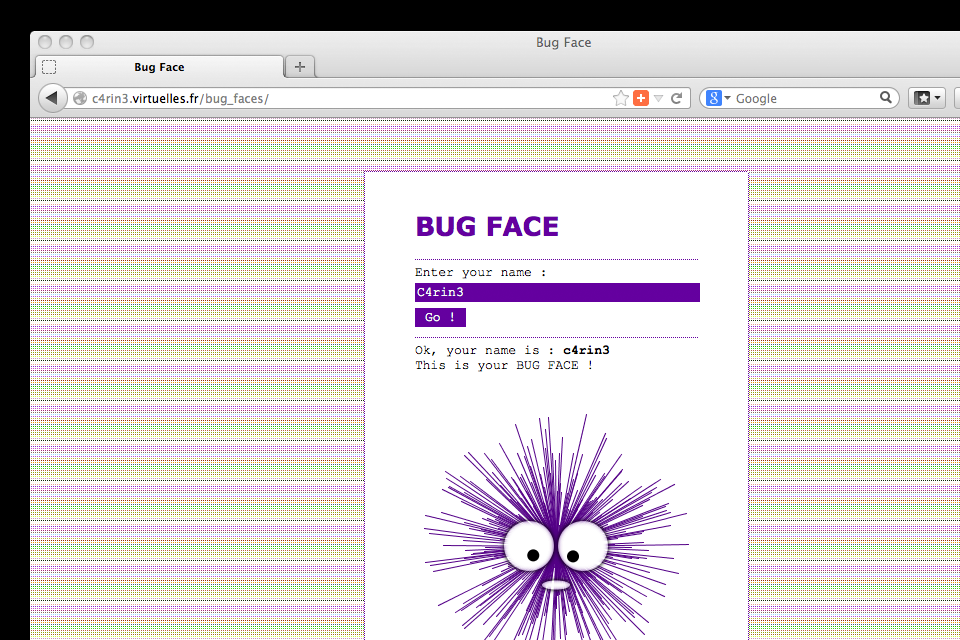 Bug Face
Bug Face
c4rin3.virtuelles.fr/bug_faces/
8 Google
BUG FACE
Enter your name :
C4rin3
Go !
Ok, your name is : c4rin3
This is your BUG FACE !